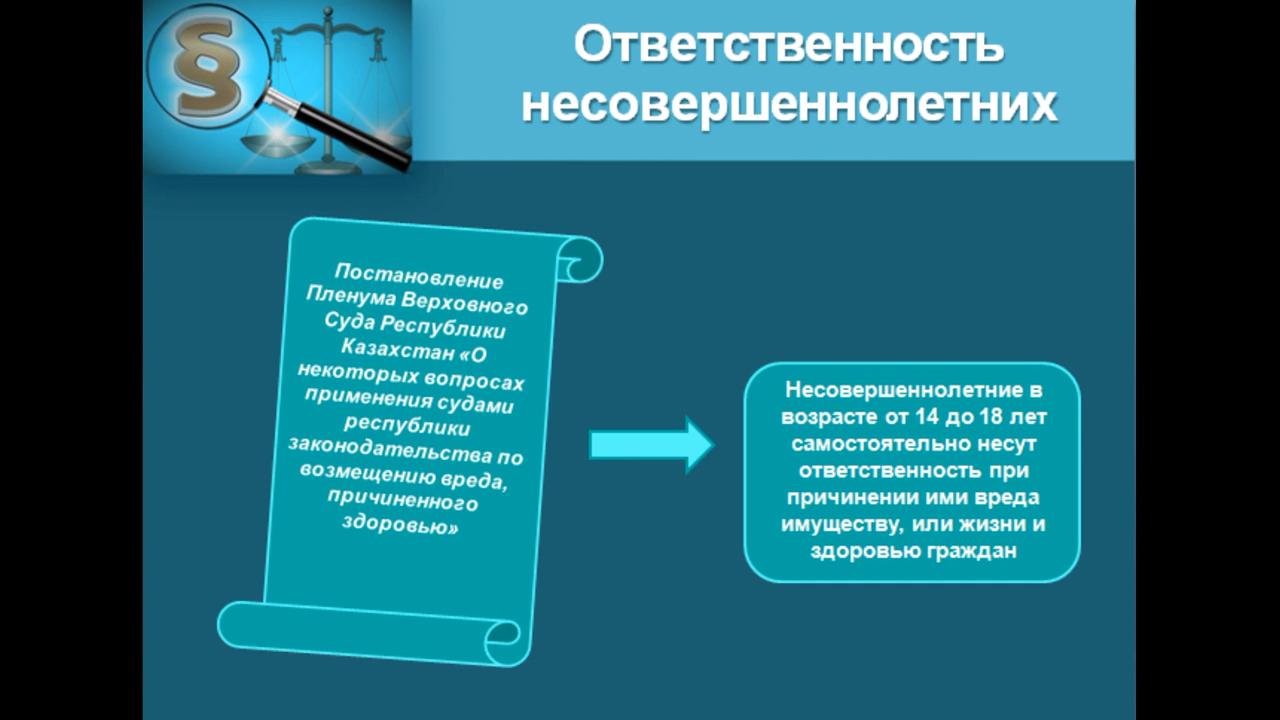 Ответственность
несовершеннолетних
Постановление
Пленума Верховного
Суда Республики
Казахстан «О
некоторых вопросах
применения судами
республики
законодательства по
возмещению вреда,
причиненного
здоровью»
Несовершеннолетние в
возрасте от 14 до 18 лет
самостоятельно несут
ответственность при
причинении ими вреда
имуществу, или жизни и
здоровью граждан